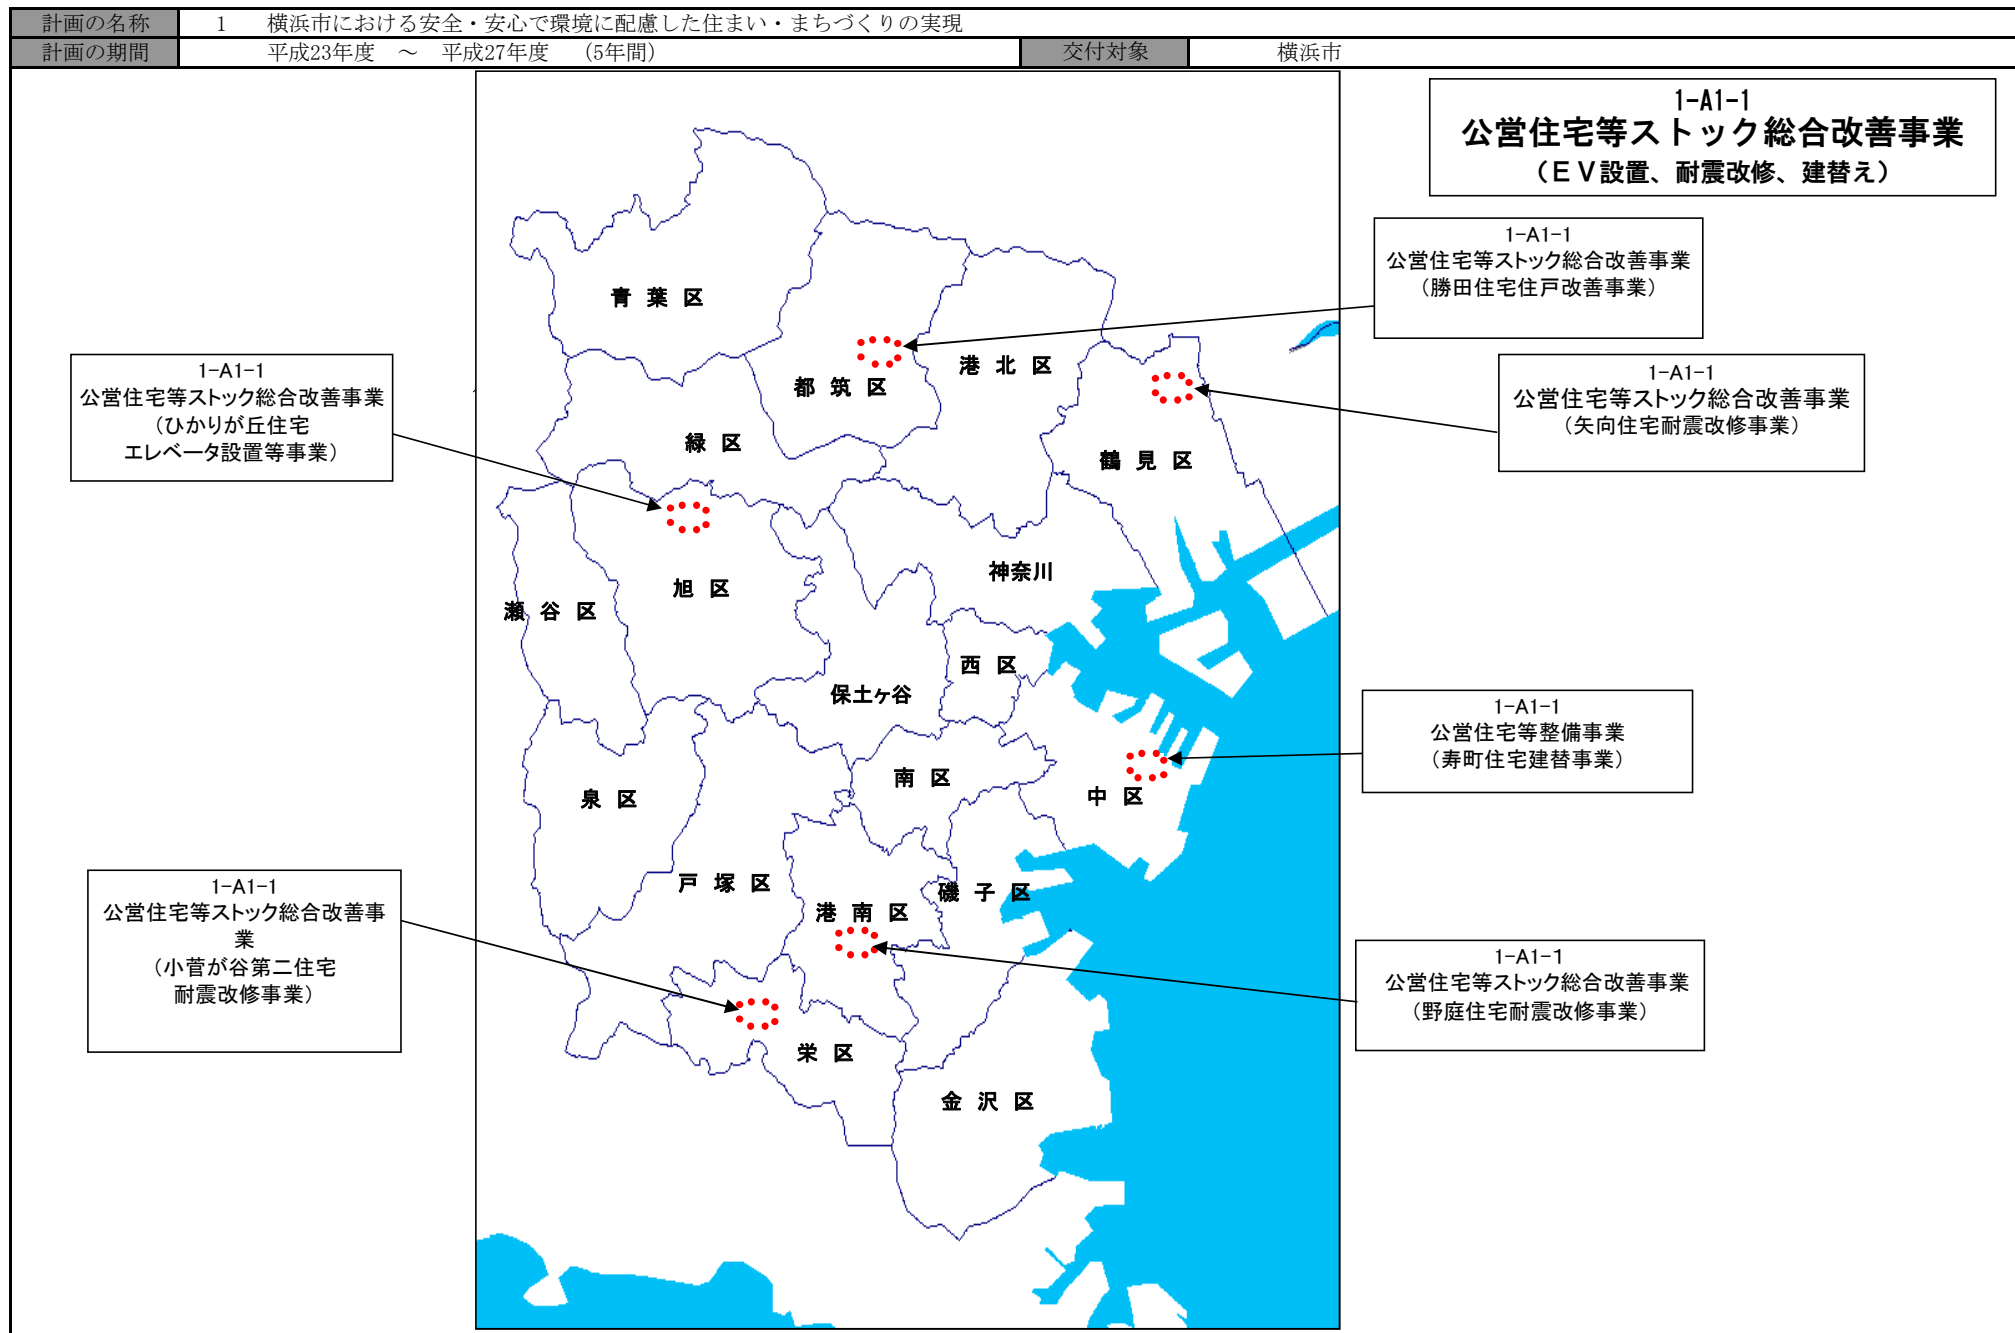 計画の名称 1 横浜市における安全・安心で環境に配慮した住まい・まちづくりの実現
計画の期間 平成23年度 ～ 平成27年度 (5年間) 交付対象 横浜市
1-A1-1
公営住宅等ストック総合改善事業
（ＥＶ設置、耐震改修、建替え）
1-A1-1
公営住宅等ストック総合改善事業
（勝田住宅住戸改善事業）
1-A1-1
公営住宅等ストック総合改善事業
（矢向住宅耐震改修事業）
1-A1-1
公営住宅等ストック総合改善事業
（ひかりが丘住宅
エレベータ設置等事業）
1-A1-1
公営住宅等整備事業
（寿町住宅建替事業）
1-A1-1
公営住宅等ストック総合改善事
業
（小菅が谷第二住宅
耐震改修事業）
1-A1-1
公営住宅等ストック総合改善事業
（野庭住宅耐震改修事業）
青 葉 区
都 筑 区
港 北 区
緑 区
鶴 見 区
神奈川
旭 区
瀬 谷 区
西 区
保土ヶ谷
南 区
中 区
泉 区
戸 塚 区
港 南 区
磯 子 区
栄 区
金 沢 区